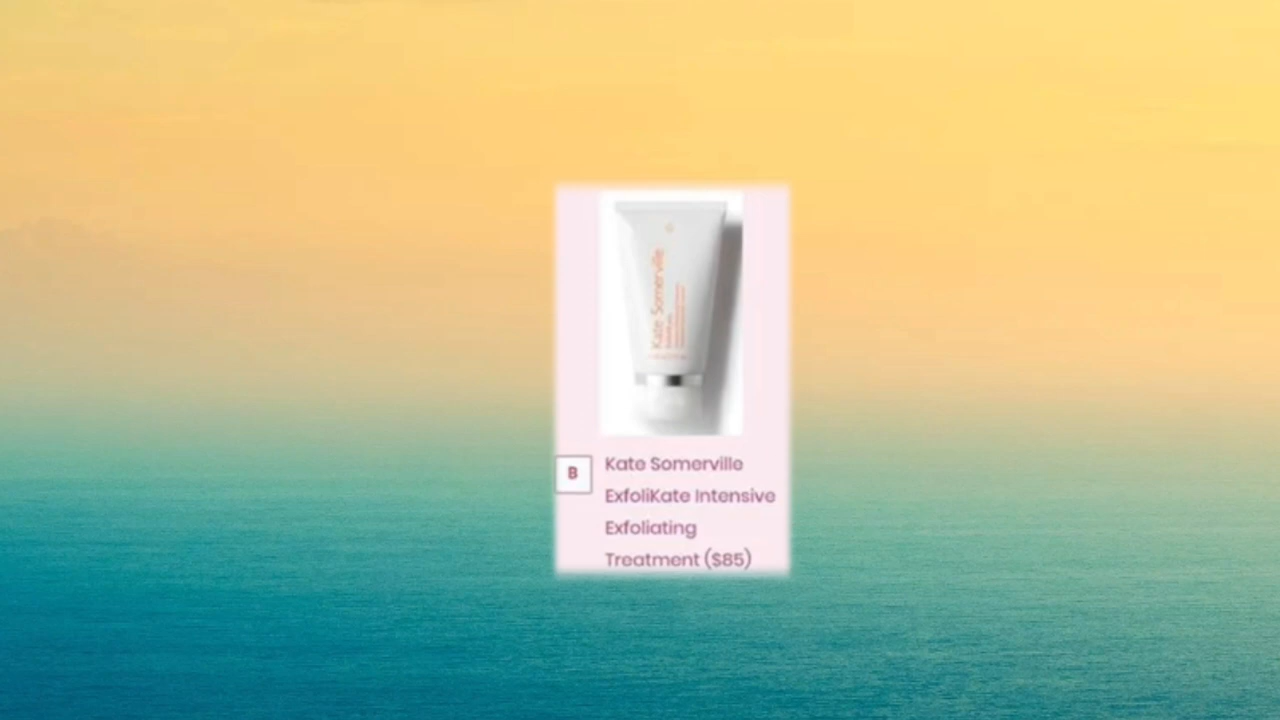 Kate Somerville
B
Kate Somerville
ExfoliKate Intensive
Exfoliating
Treatment ($85)